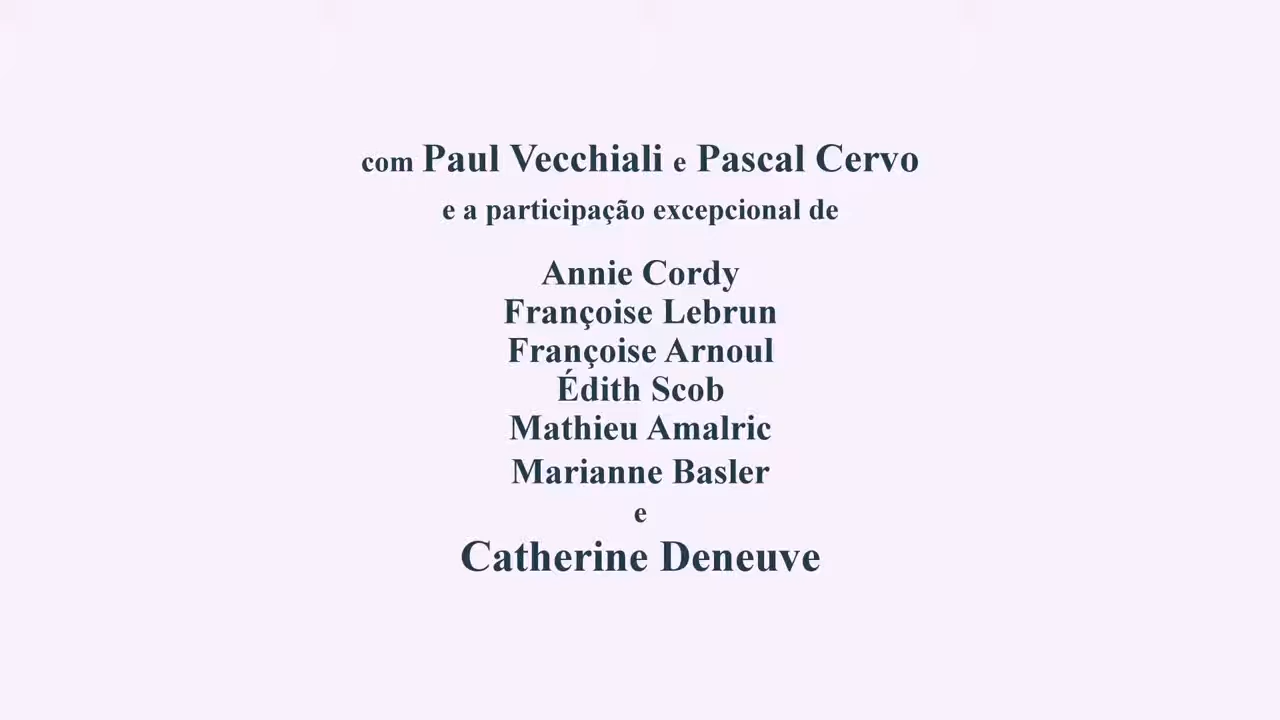 com Paul Vecchiali e Pascal Cervo
e a participação excepcional de
Annie Cordy
Françoise Lebrun
Françoise Arnoul
Édith Scob
Mathieu Amalric
Marianne Basler
e
Catherine Deneuve